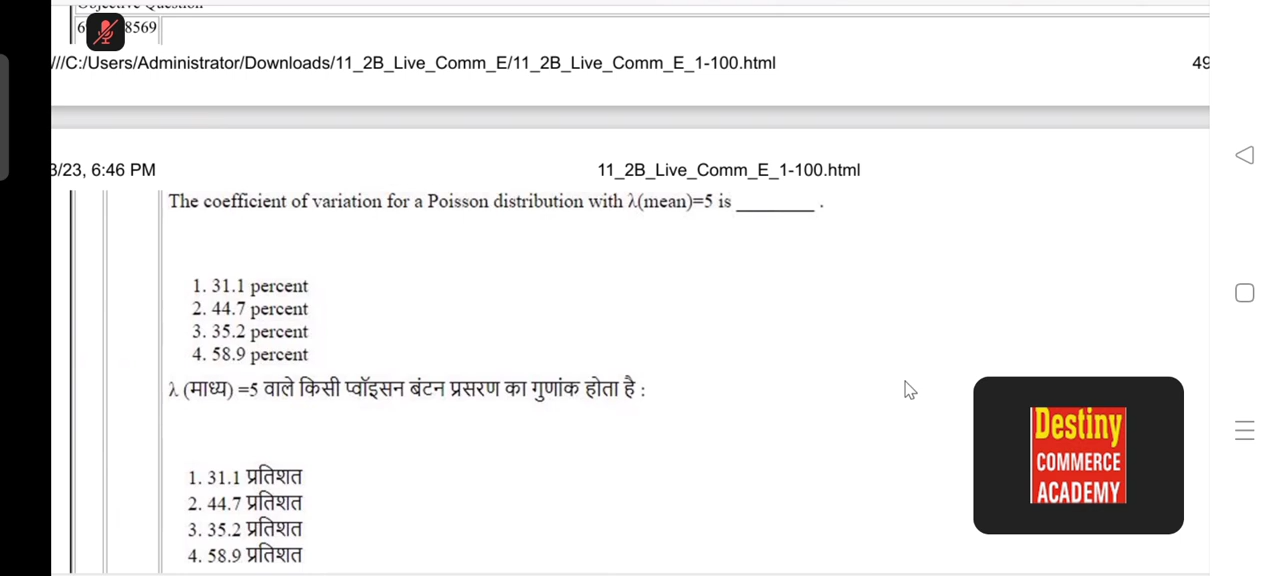 Objective Question
8569
///C:/Users/Administrator/Downloads/11_2B_Live_Comm_E/11_2B_Live_Comm_E_1-100.html 49
3/23, 6:46 PM 11_2B_Live_Comm_E_1-100.html
The coefficient of variation for a Poisson distribution with λ(mean)=5 is ________ .
1. 31.1 percent
2. 44.7 percent
3. 35.2 percent
4. 58.9 percent
λ (माध्य) =5 वाले किसी प्वॉइसन बंटन प्रसरण का गुणांक होता है :
1. 31.1 प्रतिशत
2. 44.7 प्रतिशत
3. 35.2 प्रतिशत
4. 58.9 प्रतिशत
Destiny
COMMERCE
ACADEMY